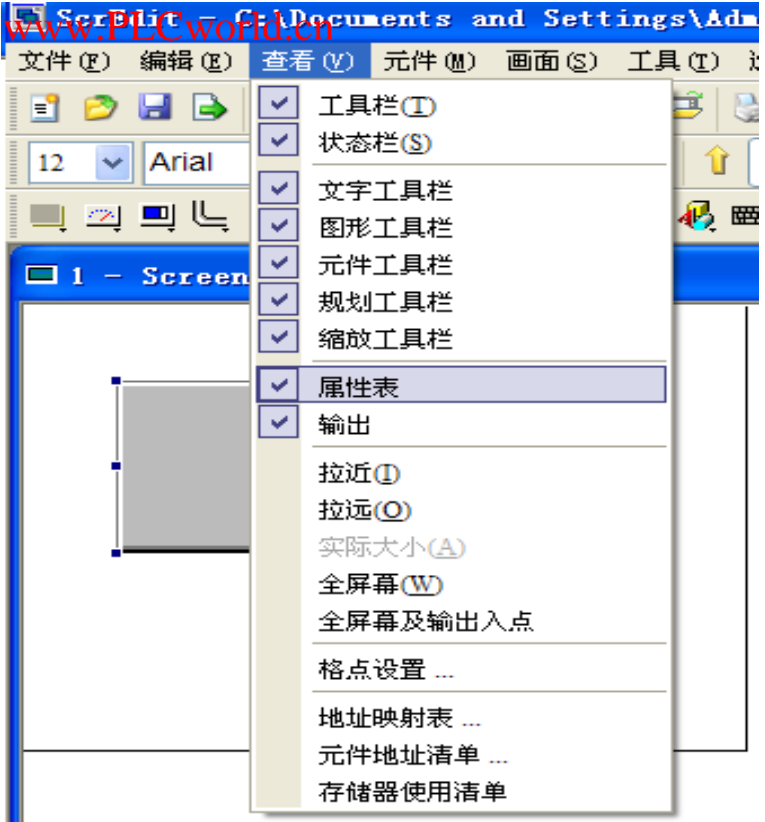 ScrEdit - C:\Documents and Settings\Adm
www.PLCworld.cn
文件(F) 编辑(E) 查看(V) 元件(M) 画面(S) 工具(T)
工具栏(T)
状态栏(S)
12 Arial
文字工具栏
图形工具栏
元件工具栏
1 - Screen
规划工具栏
缩放工具栏
属性表
输出
拉近(I)
拉远(O)
实际大小(A)
全屏幕(W)
全屏幕及输出入点
格点设置 ...
地址映射表 ...
元件地址清单 ...
存储器使用清单